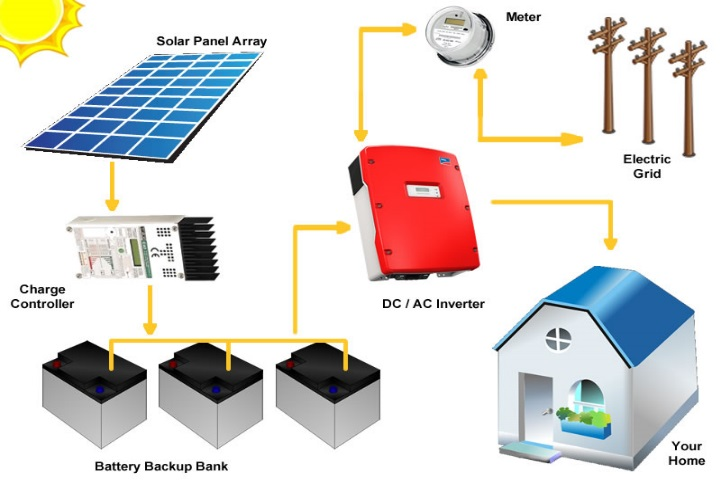 Solar Panel Array
Meter
Electric
Grid
Charge
Controller
DC / AC Inverter
Battery Backup Bank
Your
Home